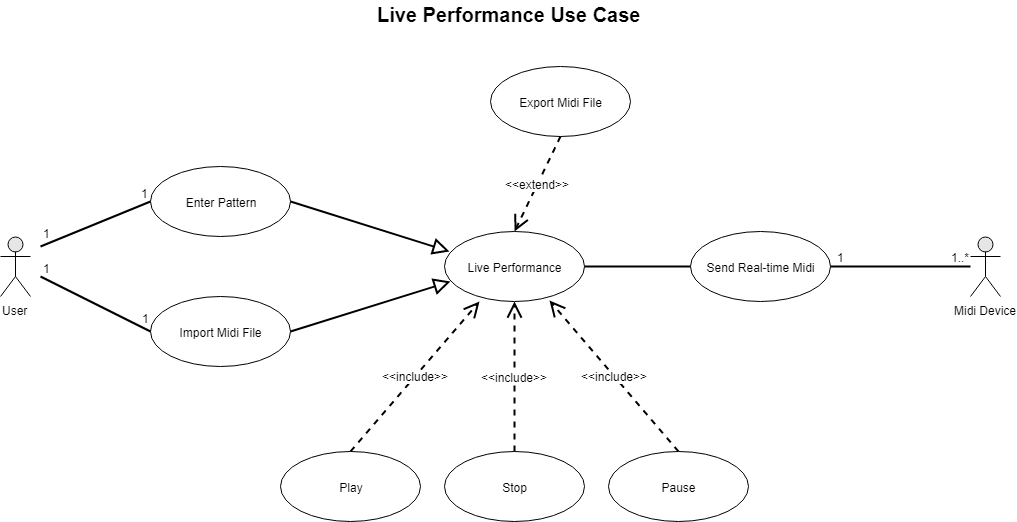 Live Performance Use Case
Export Midi File
<<extend>>
1
Enter Pattern
1
User
1
1
Import Midi File
Live Performance
Send Real-time Midi
1
1..*
Midi Device
<<include>>
<<include>>
<<include>>
Play
Stop
Pause